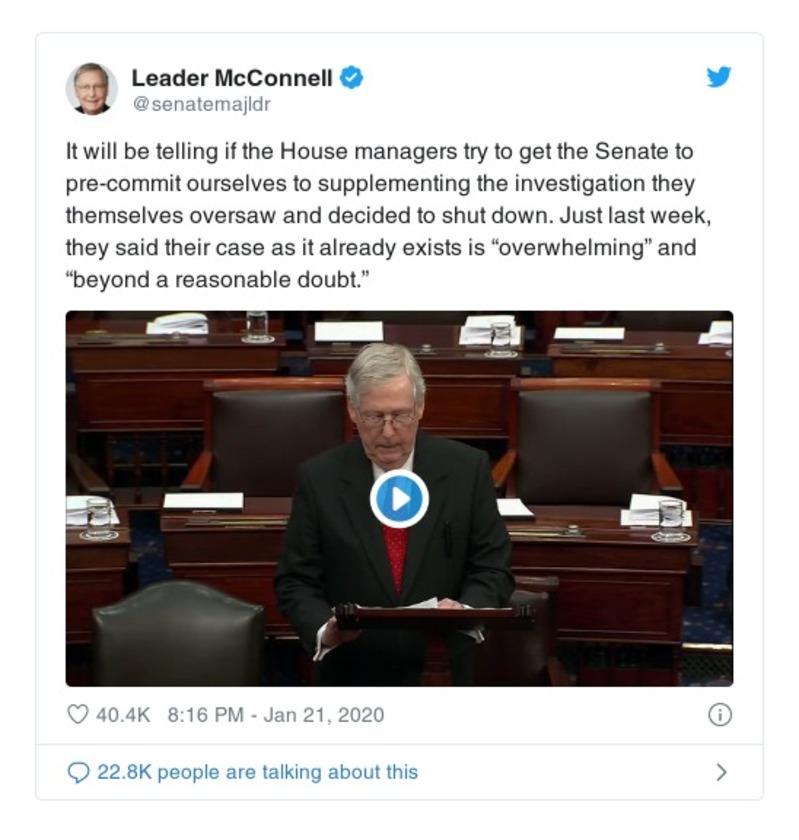 Leader McConnell
@senatemajldr
It will be telling if the House managers try to get the Senate to
pre-commit ourselves to supplementing the investigation they
themselves oversaw and decided to shut down. Just last week,
they said their case as it already exists is “overwhelming” and
“beyond a reasonable doubt.”
40.4K 8:16 PM - Jan 21, 2020
22.8K people are talking about this